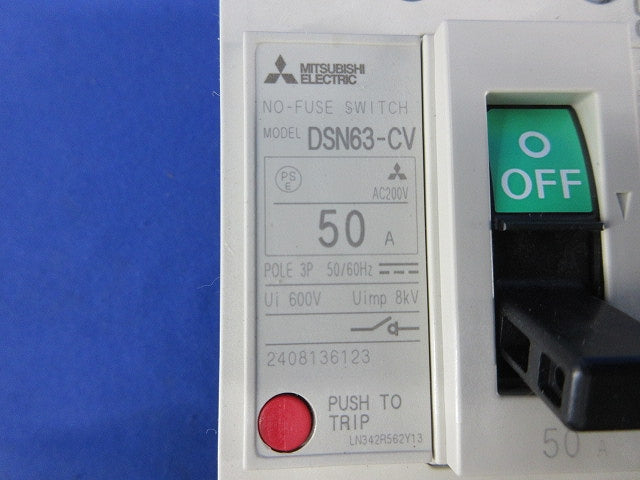 MITSUBISHI
ELECTRIC
NO-FUSE SWITCH
MODEL DSN63-CV
PS
E
AC200V
50 A
POLE 3P 50/60Hz
Ui 600V Uimp 8kV
2408136123
PUSH TO
TRIP
LN342R562Y13
O
OFF
50 A